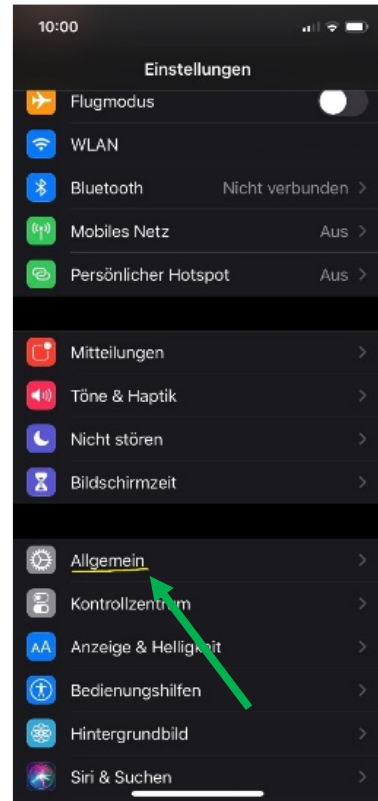 10:00
Einstellungen
Flugmodus
WLAN
Bluetooth Nicht verbunden
Mobiles Netz Aus
Persönlicher Hotspot Aus
Mitteilungen
Töne & Haptik
Nicht stören
Bildschirmzeit
Allgemein
Kontrollzentrum
AA Anzeige & Helligkeit
Bedienungshilfen
Hintergrundbild
Siri & Suchen